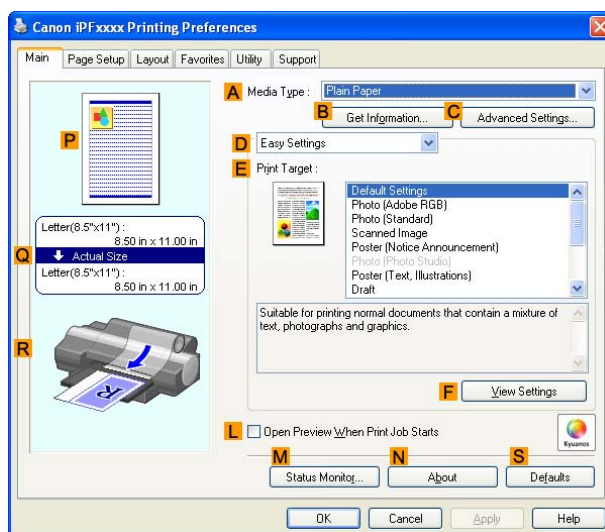 Canon iPFxxxx Printing Preferences
Main Page Setup Layout Favorites Utility Support
A Media Type : Plain Paper
B Get Information... C Advanced Settings...
D Easy Settings
E Print Target :
P
Default Settings
Photo (Adobe RGB)
Photo (Standard)
Scanned Image
Poster (Notice Announcement)
Photo (Photo Studio)
Poster (Text, Illustrations)
Draft
Letter(8.5"x11") :
8.50 in x 11.00 in
Q Actual Size
Letter(8.5"x11") :
8.50 in x 11.00 in
Suitable for printing normal documents that contain a mixture of
text, photographs and graphics.
R
F View Settings
L Open Preview When Print Job Starts
Kyuanos
M Status Monitor... N About S Defaults
OK Cancel Apply Help